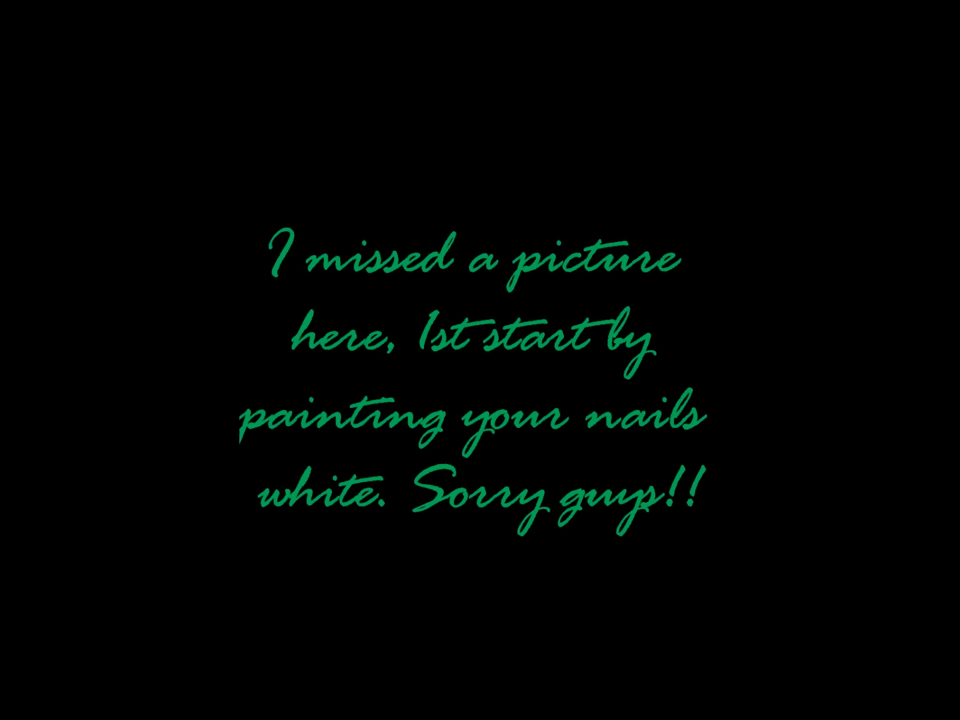 I missed a picture
here, 1st start by
painting your nails
white. Sorry guys!!